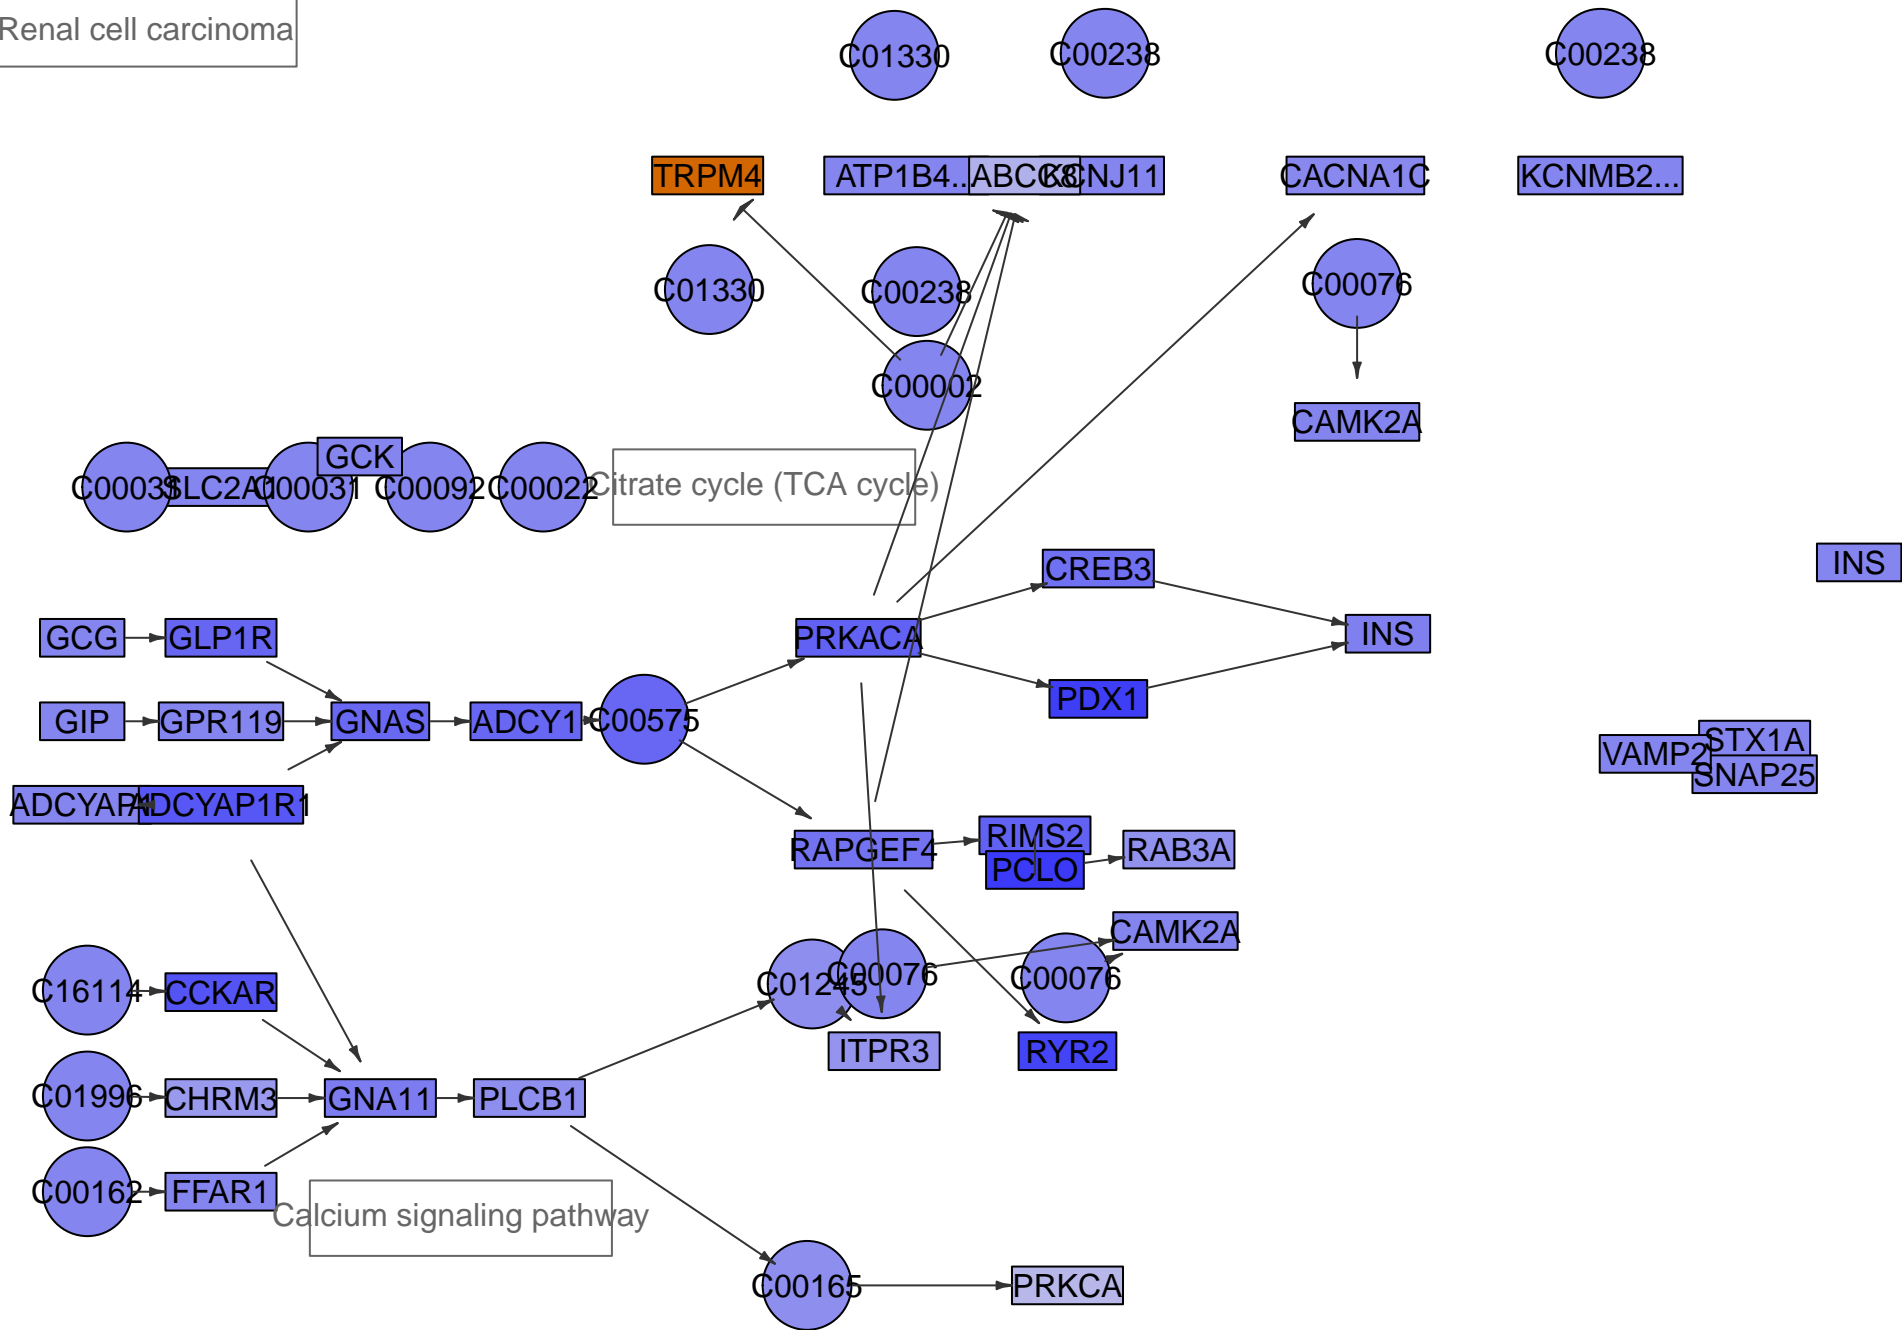 Renal cell carcinoma
C01330
C00238
C00238
TRPM4
ATP1B4...
ABCC8
KCNJ11
CACNA1C
KCNMB2...
C01330
C00238
C00076
C00002
CAMK2A
C00031
SLC2A1
C00031
GCK
C00092
C00022
Citrate cycle (TCA cycle)
CREB3
INS
GCG
GLP1R
PRKACA
INS
GIP
GPR119
GNAS
ADCY1
C00575
PDX1
STX1A
VAMP2
SNAP25
ADCYAP1
ADCYAP1R1
RAPGEF4
RIMS2
PCLO
RAB3A
CAMK2A
C16114
CCKAR
C01245
C00076
C00076
ITPR3
RYR2
C01996
CHRM3
GNA11
PLCB1
C00162
FFAR1
Calcium signaling pathway
C00165
PRKCA